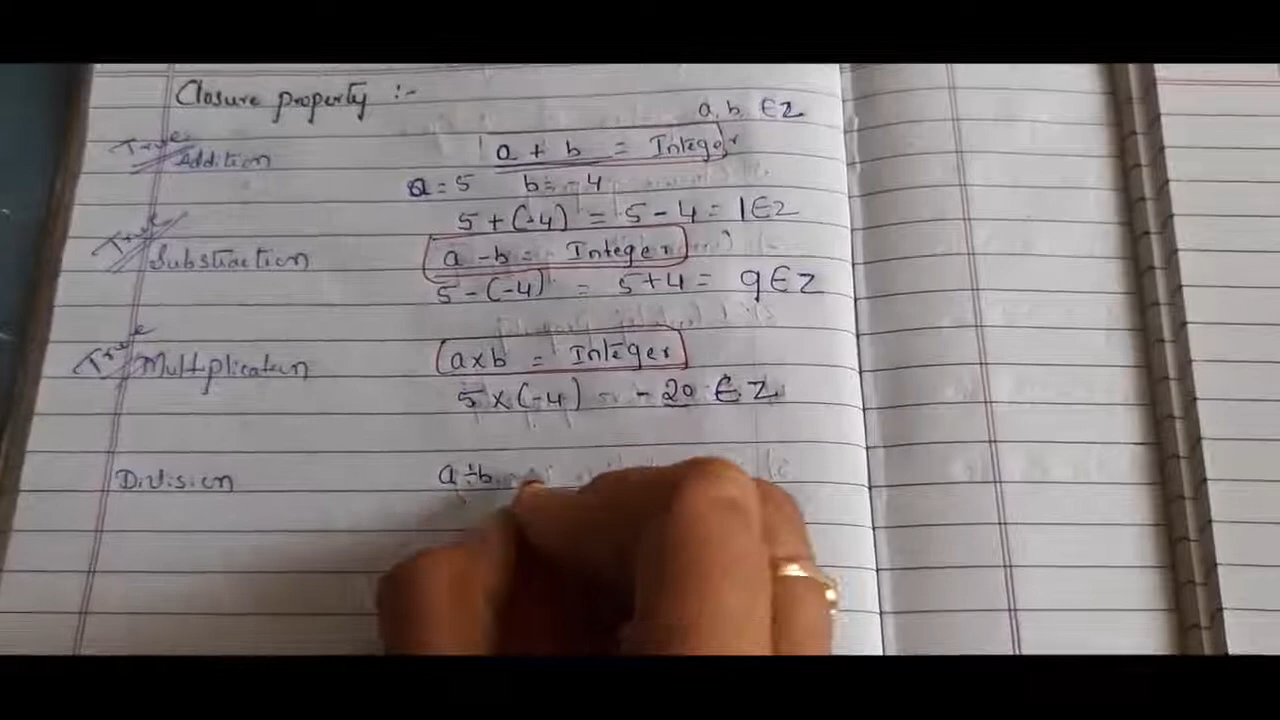 Closure property :-
a, b, ∈ Z
True Addition a + b = Integer
a = 5 b = -4
5 + (-4) = 5 - 4 = 1 ∈ Z
True Substraction a - b = Integer
5 - (-4) = 5 + 4 = 9 ∈ Z
True Multiplication a × b = Integer
5 × (-4) = - 20 ∈ Z
Division a ÷ b